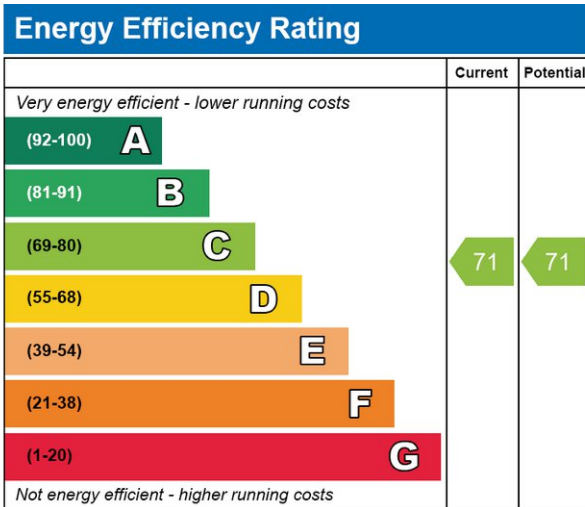 Energy Efficiency Rating
Current Potential
Very energy efficient - lower running costs
(92-100) A
(81-91) B
(69-80) C 71 71
(55-68) D
(39-54) E
(21-38) F
(1-20) G
Not energy efficient - higher running costs